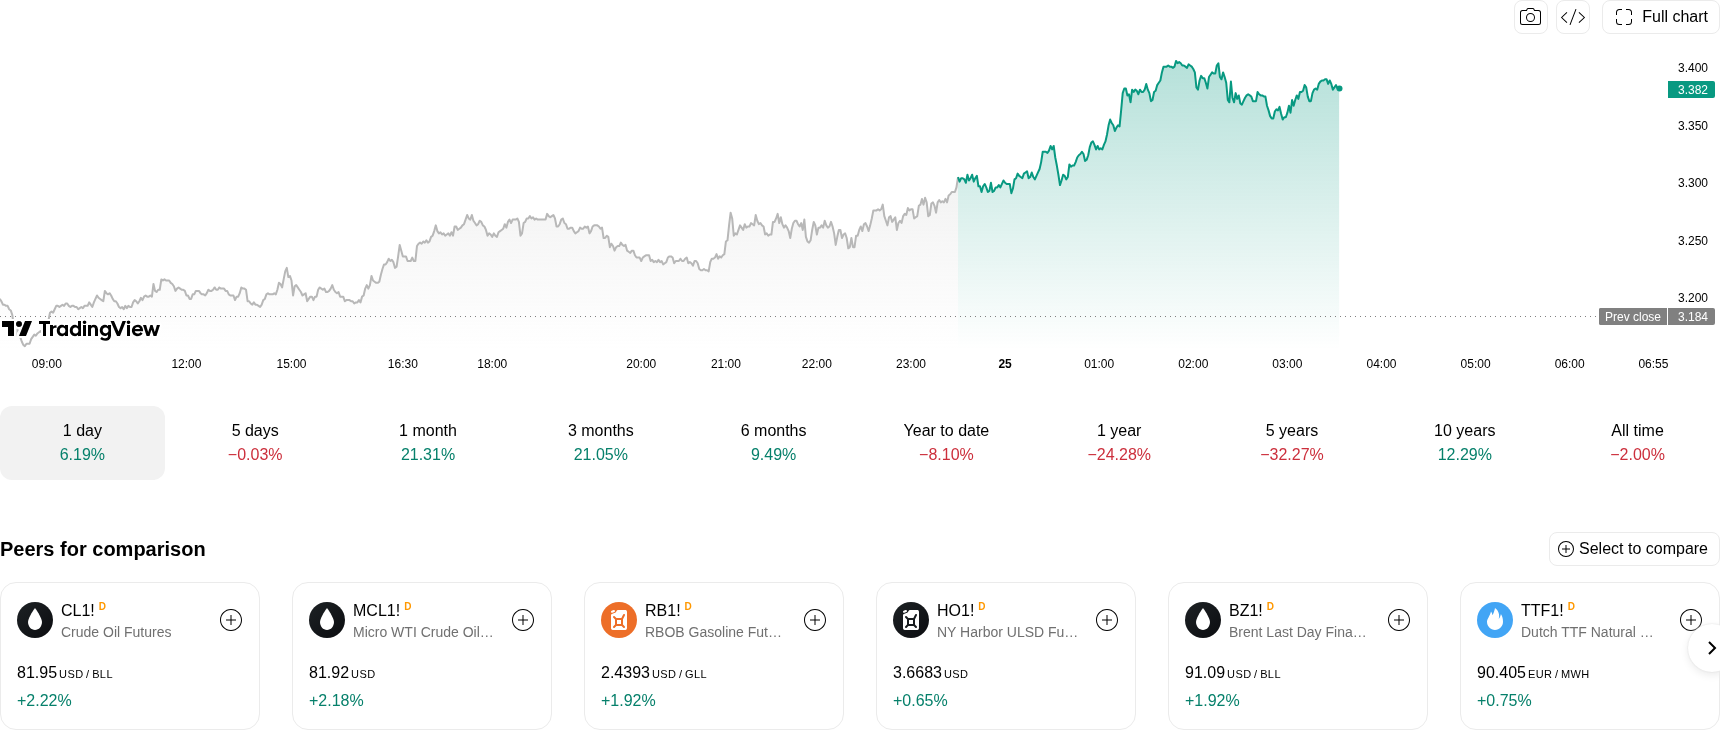 Full chart
3.400
3.382
3.350
3.300
3.250
3.200
Prev close 3.184
TradingView
09:00 12:00 15:00 16:30 18:00 20:00 21:00 22:00 23:00 25 01:00 02:00 03:00 04:00 05:00 06:00 06:55
1 day 5 days 1 month 3 months 6 months Year to date 1 year 5 years 10 years All time
6.19% −0.03% 21.31% 21.05% 9.49% −8.10% −24.28% −32.27% 12.29% −2.00%
Peers for comparison Select to compare
CL1! D MCL1! D RB1! D HO1! D BZ1! D TTF1! D
Crude Oil Futures Micro WTI Crude Oil… RBOB Gasoline Fut… NY Harbor ULSD Fu… Brent Last Day Fina… Dutch TTF Natural …
81.95 USD / BLL 81.92 USD 2.4393 USD / GLL 3.6683 USD 91.09 USD / BLL 90.405 EUR / MWH
+2.22% +2.18% +1.92% +0.65% +1.92% +0.75%